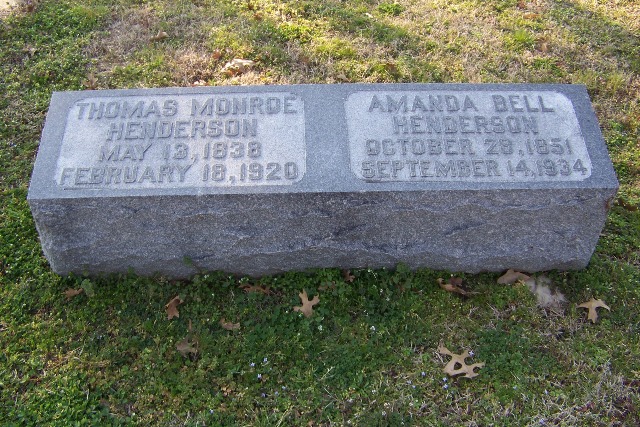 THOMAS MONROE
HENDERSON
MAY 13, 1838
FEBRUARY 18, 1920
AMANDA BELL
HENDERSON
OCTOBER 28, 1851
SEPTEMBER 14, 1934